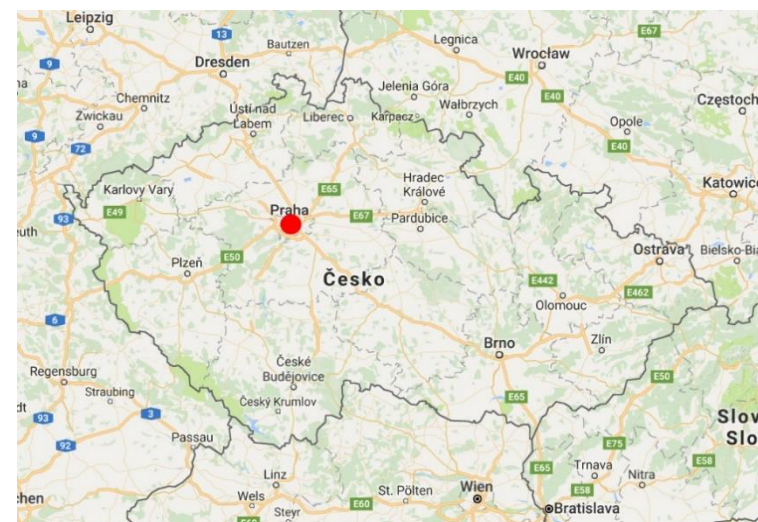 Leipzig
13
Bautzen
Legnica
E67
Wrocław
9
Dresden
E40
Jelenia Góra
E40
Chemnitz
Wałbrzych
Częstoch
Zwickau
Ústí nad
Labem
Liberec
Karpacz
Opole
9
E40
72
Hradec
Králové
Katowic
Karlovy Vary
E65
93
E49
Praha
E67
Pardubice
euth
Ostrava
Bielsko-Bia
Plzeň
E50
Česko
E442
E462
Olomouc
6
Brno
Zlín
České
Budějovice
Regensburg
E50
Straubing
E65
dt
Český Krumlov
93
3
Slov
Slo
Passau
92
E75
E58
E65
Trnava
Nitra
Linz
chen
Wels
St. Pölten
Wien
E58
E60
Steyr
E60
Bratislava